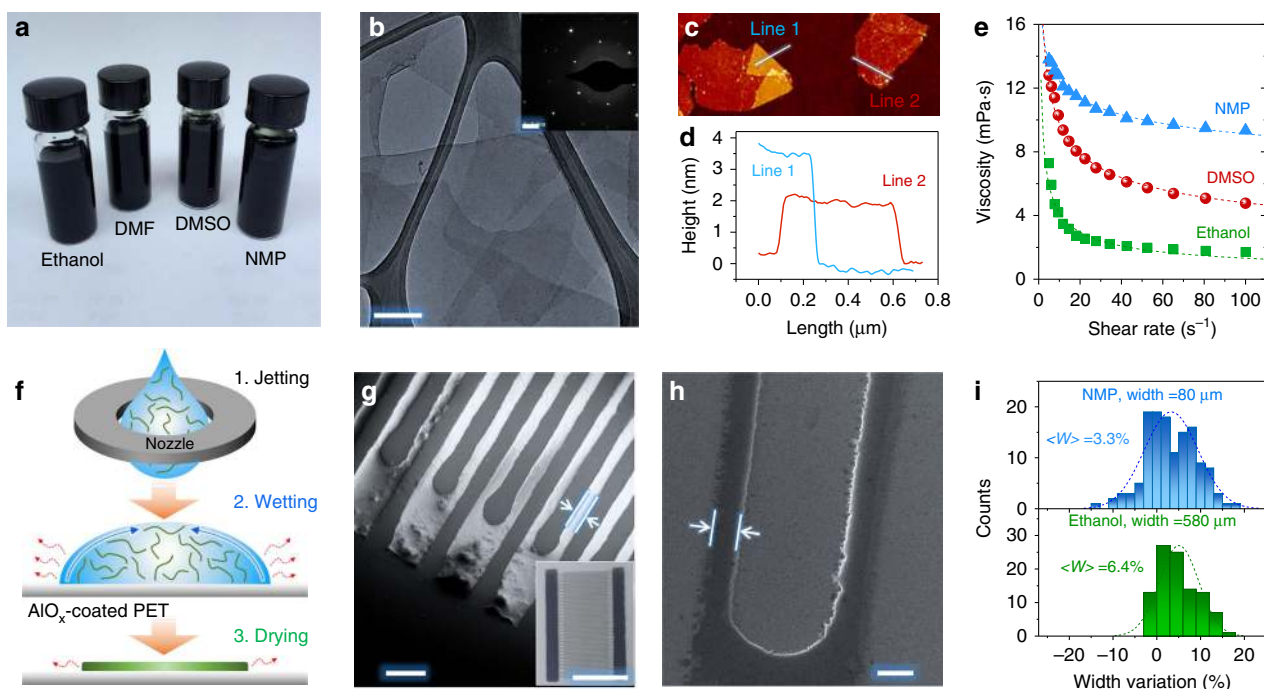 a
Ethanol
DMF
DMSO
NMP
b
c
Line 1
Line 2
d
Height (nm)
4
3
2
1
0
Line 1
Line 2
0.0
0.2
0.4
0.6
0.8
Length (μm)
e
Viscosity (mPa·s)
16
12
8
4
0
NMP
DMSO
Ethanol
0
20
40
60
80
100
Shear rate (s⁻¹)
f
1. Jetting
Nozzle
2. Wetting
AlOₓ-coated PET
3. Drying
g
h
i
Counts
20
10
0
NMP, width =80 μm
<W> =3.3%
30
20
10
0
Ethanol, width =580 μm
<W> =6.4%
–20
–10
0
10
20
Width variation (%)